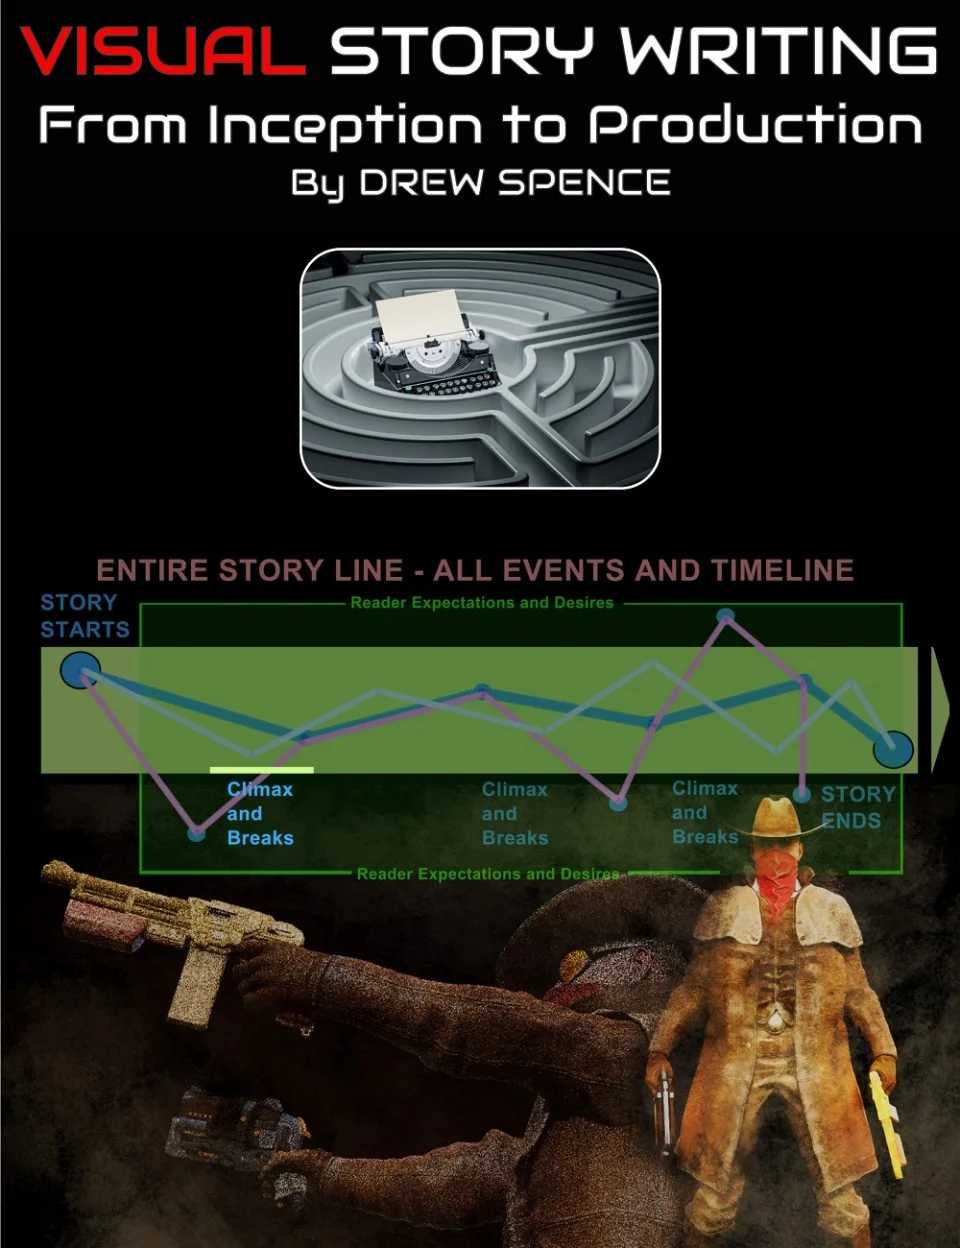 VISUAL STORY WRITING
From Inception to Production
By DREW SPENCE
ENTIRE STORY LINE - ALL EVENTS AND TIMELINE
STORY
STARTS
Reader Expectations and Desires
Climax
and
Breaks
Climax
and
Breaks
Climax
and
Breaks
STORY
ENDS
Reader Expectations and Desires